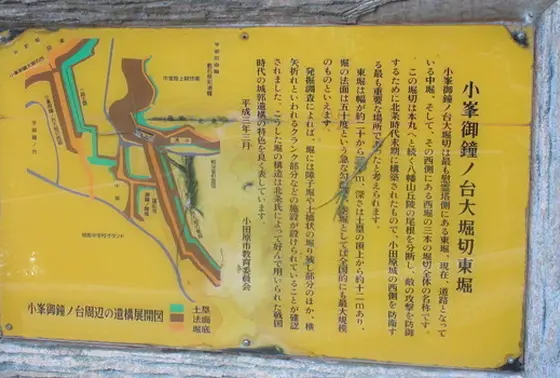 小峯御鐘ノ台大堀切東堀
小峯御鐘ノ台大堀切は最も慰霊塔側にある東堀、現在、道路となって
いる中堀、そして、その西側にある西堀の三本の堀切全体の名称です。
この堀切は本丸へと続く八幡山丘陵の尾根を分断し、敵の攻撃を防御
するために北条時代末期に構築されたもので、小田原城の西側を防衛す
る最も重要な場所であったと考えられます。
東堀は幅が約二十から
深さは土塁の頂上から約十二mあり、
堀の法面は五十度という急な
としては全国的にも最大規模
のものといえます。
発掘調査によれば、堀には障子堀や土橋状の掘り残し部分のほか、横
矢折れといわれるクランク部分などの施設が設けられていることが確認
されました。こうした堀の構造は北条氏によって好んで用いられた戦国
時代の城郭遺構の特色を良く表しています。
平成三年三月
小田原市教育委員会
小峯御鐘ノ台周辺の遺構展開図
土塁
法面
堀底